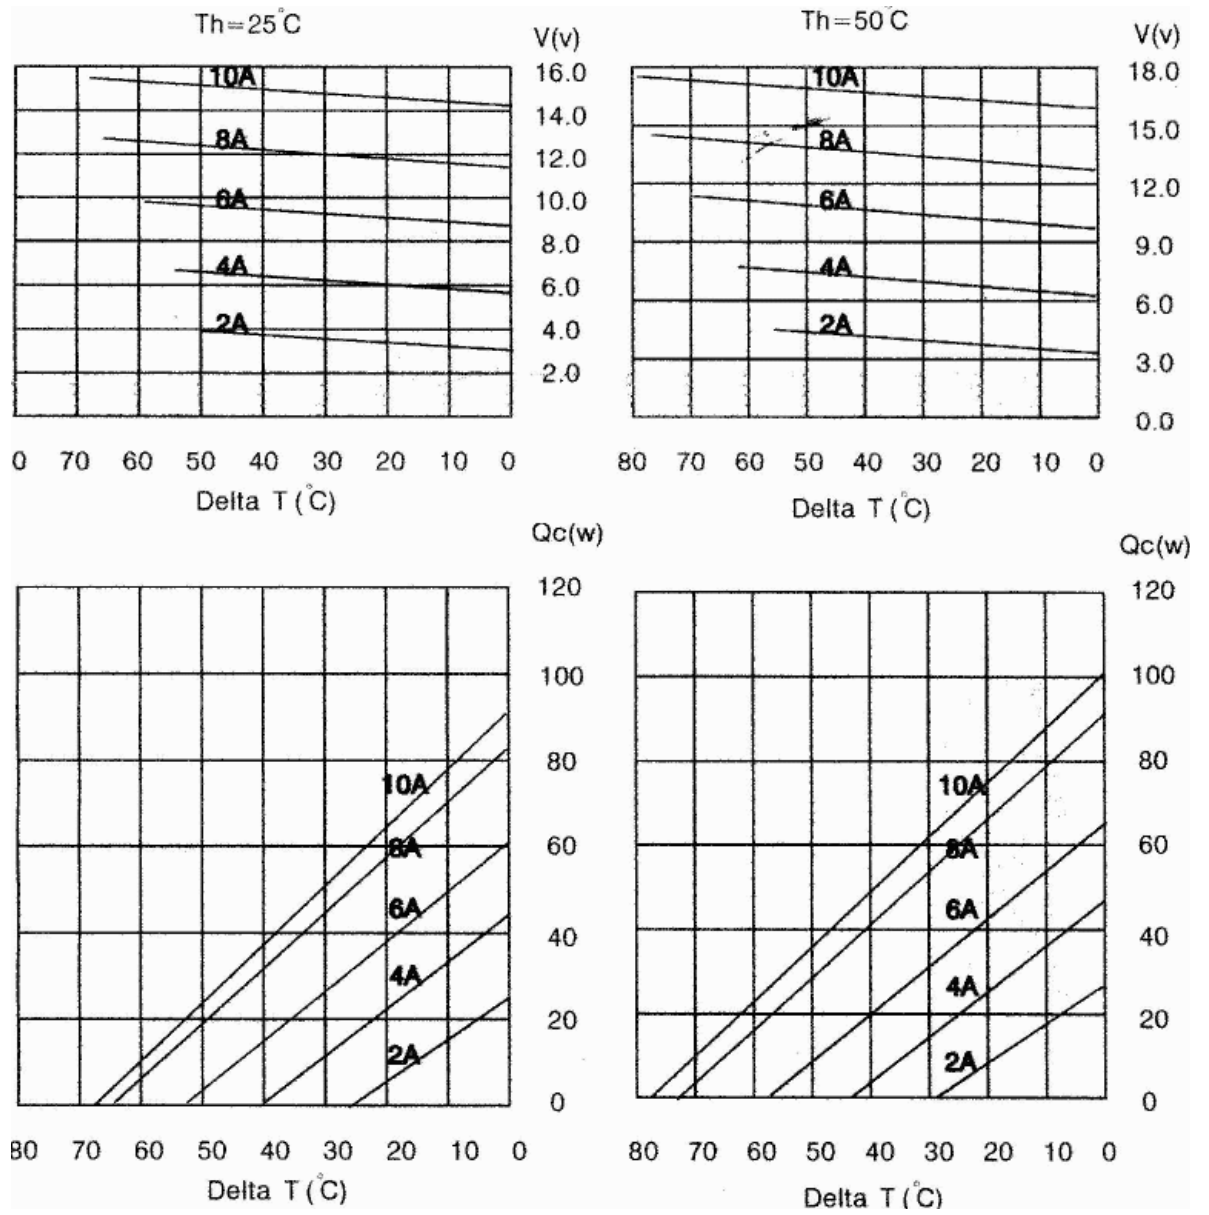 Th=25°C
Th=50°C
V(v)
V(v)
10A
16.0
10A
18.0
14.0
15.0
8A
12.0
8A
12.0
6A
10.0
6A
8.0
9.0
4A
6.0
4A
6.0
2A
4.0
2A
2.0
3.0
0.0
0 70 60 50 40 30 20 10 0
80 70 60 50 40 30 20 10 0
Delta T (°C)
Delta T (°C)
Qc(w)
Qc(w)
120
120
100
100
80
80
10A
10A
8A
60
8A
60
6A
6A
40
40
4A
4A
20
20
2A
2A
0
0
80 70 60 50 40 30 20 10 0
80 70 60 50 40 30 20 10 0
Delta T (°C)
Delta T (°C)